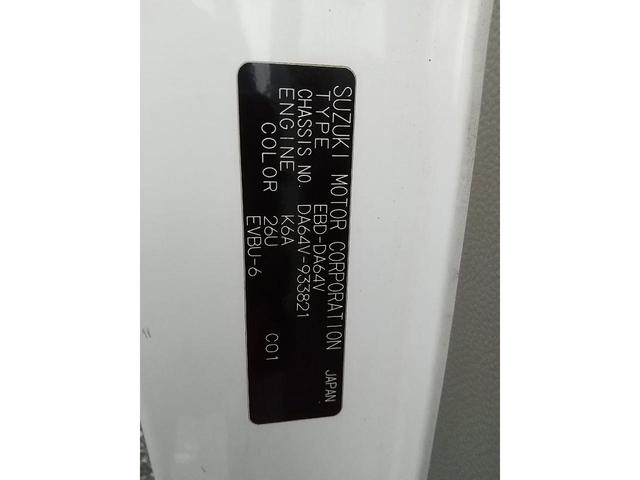 SUZUKI MOTOR CORPORATION JAPAN
TYPE EBD-DA64V
CHASSIS NO. DA64V-933821
ENGINE K6A
COLOR 26U C01
EVBU-6